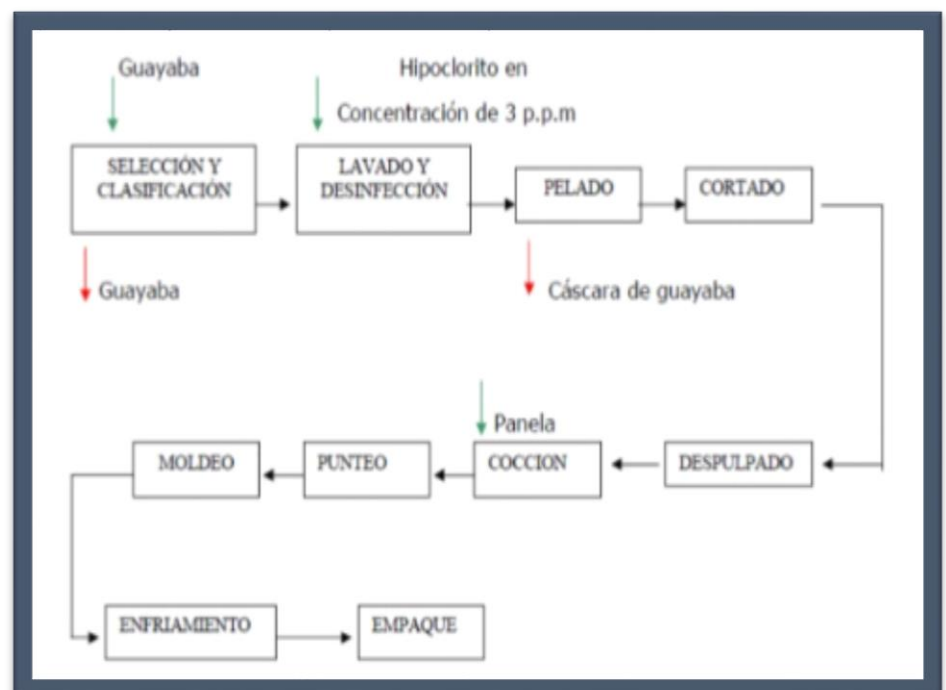 Guayaba
Hipoclorito en
Concentración de 3 p.p.m
SELECCIÓN Y
CLASIFICACIÓN
LAVADO Y
DESINFECCIÓN
PELADO
CORTADO
Guayaba
Cáscara de guayaba
Panela
MOLDEO
PUNTEO
COCCION
DESPULPADO
ENFRIAMIENTO
EMPAQUE